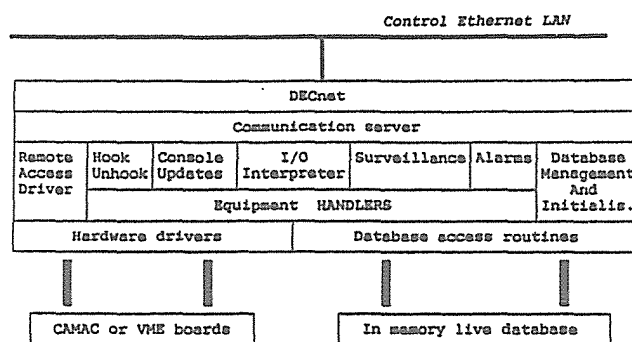 Control Ethernet LAN
DECnet
Communication server
Remote Access Driver
Hook Unhook
Console Updates
I/O Interpreter
Surveillance
Alarms
Database Management And Initialis.
Equipment HANDLERS
Hardware drivers
Database access routines
CAMAC or VME boards
In memory live database